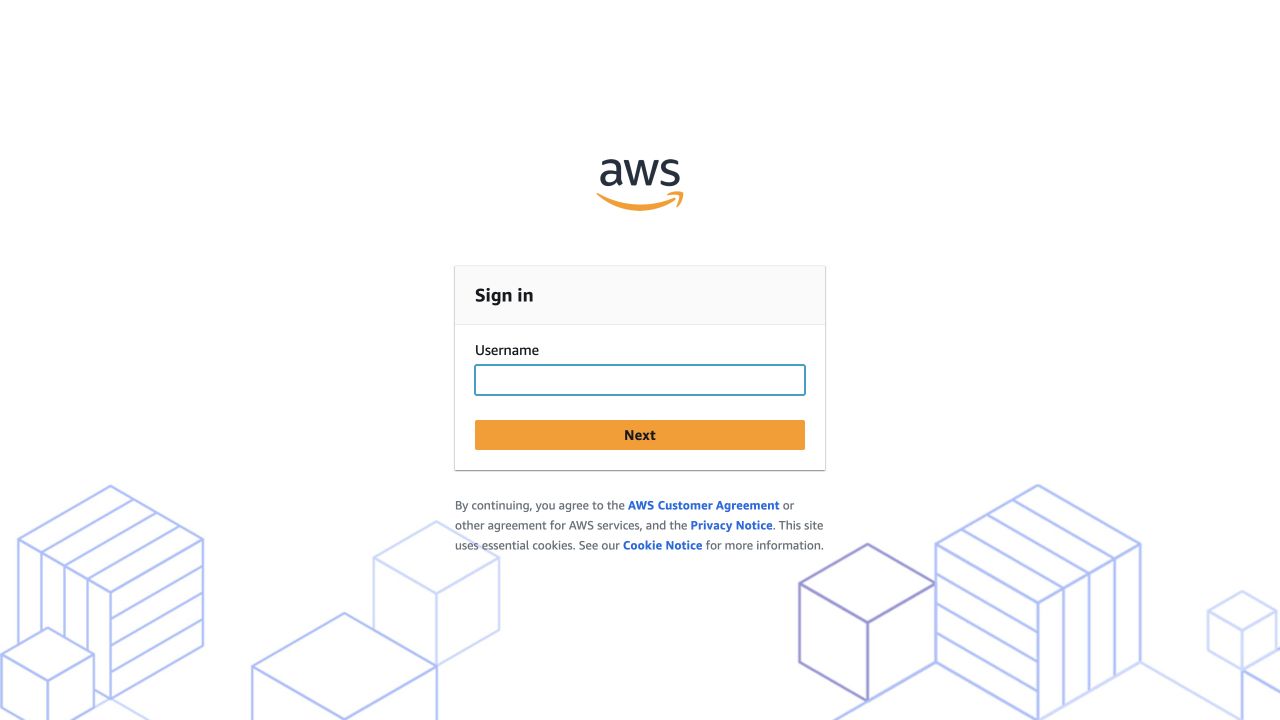 aws
Sign in
Username
Next
By continuing, you agree to the AWS Customer Agreement or
other agreement for AWS services, and the Privacy Notice. This site
uses essential cookies. See our Cookie Notice for more information.